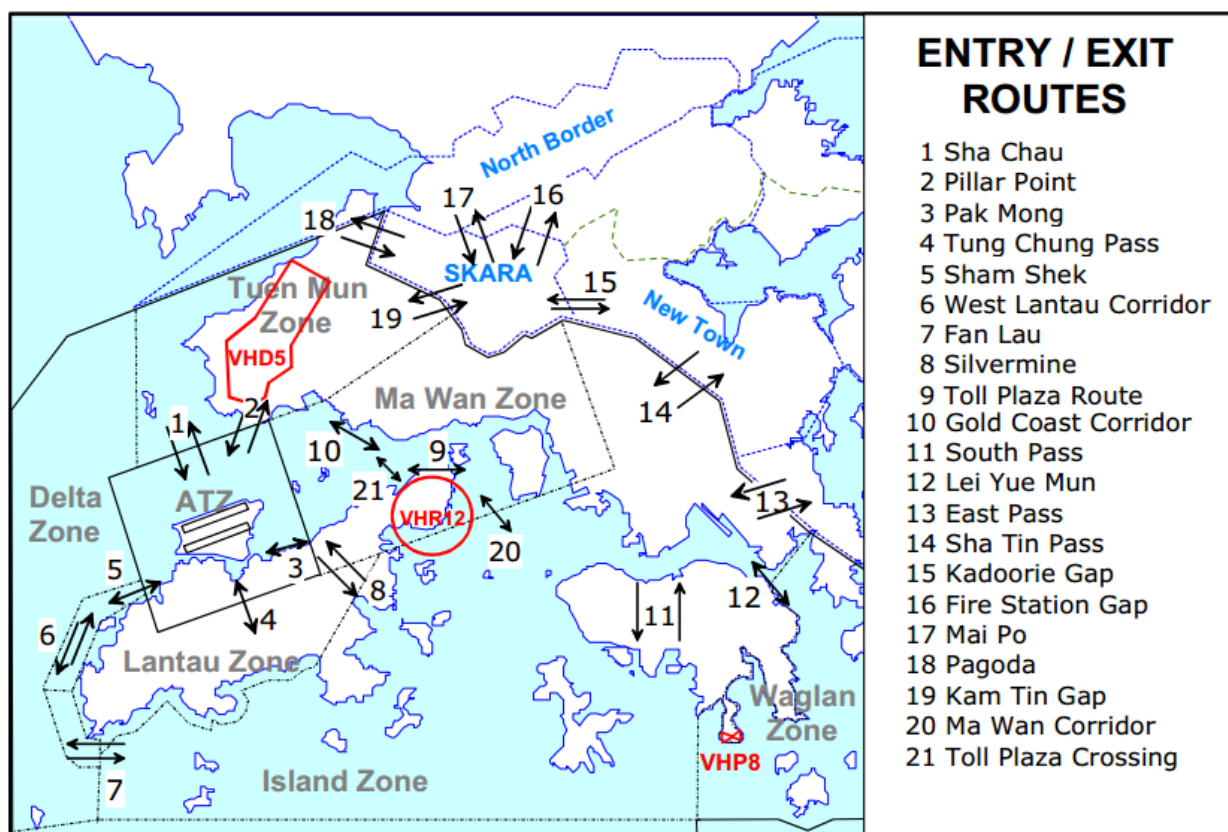 ENTRY / EXIT
ROUTES
1 Sha Chau
2 Pillar Point
3 Pak Mong
4 Tung Chung Pass
5 Sham Shek
6 West Lantau Corridor
7 Fan Lau
8 Silvermine
9 Toll Plaza Route
10 Gold Coast Corridor
11 South Pass
12 Lei Yue Mun
13 East Pass
14 Sha Tin Pass
15 Kadoorie Gap
16 Fire Station Gap
17 Mai Po
18 Pagoda
19 Kam Tin Gap
20 Ma Wan Corridor
21 Toll Plaza Crossing
North Border
17
16
18
SKARA
15
Tuen Mun
Zone
19
New Town
VHD5
14
Ma Wan Zone
2
1
10
9
21
Delta
Zone
ATZ
VHR12
13
20
3
5
8
12
4
11
6
Lantau Zone
Waglan
Zone
VHP8
Island Zone
7